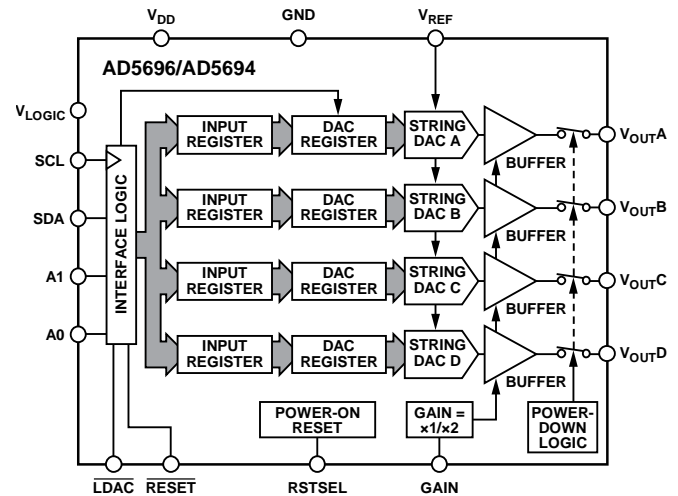 VDD
GND
VREF
AD5696/AD5694
VLOGIC
SCL
SDA
A1
A0
INTERFACE LOGIC
INPUT
REGISTER
DAC
REGISTER
STRING
DAC A
BUFFER
VOUTA
INPUT
REGISTER
DAC
REGISTER
STRING
DAC B
BUFFER
VOUTB
INPUT
REGISTER
DAC
REGISTER
STRING
DAC C
BUFFER
VOUTC
INPUT
REGISTER
DAC
REGISTER
STRING
DAC D
BUFFER
VOUTD
POWER-ON
RESET
GAIN =
×1/×2
POWER-
DOWN
LOGIC
LDAC
RESET
RSTSEL
GAIN